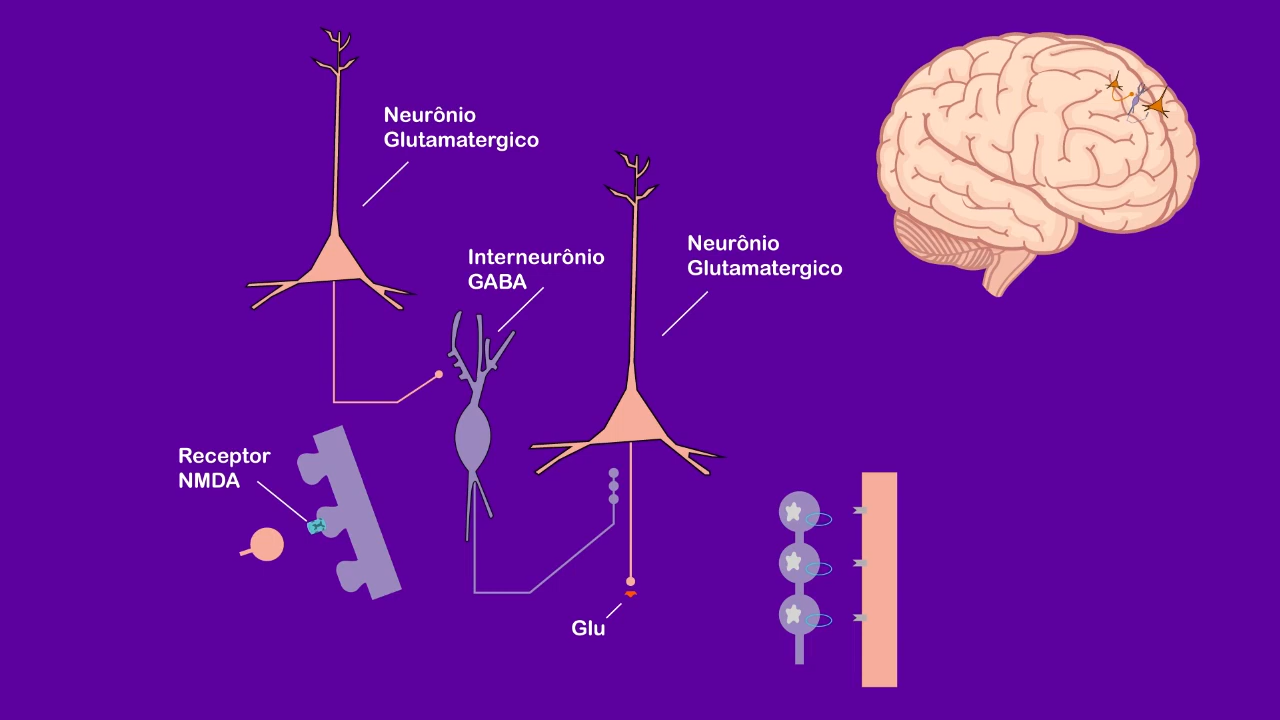 Neurônio
Glutamatergico
Interneurônio
GABA
Neurônio
Glutamatergico
Receptor
NMDA
Glu